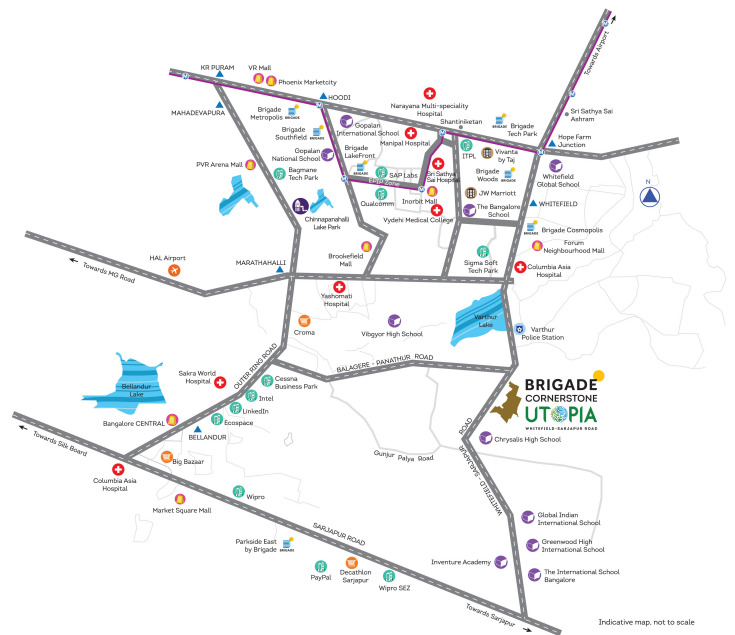 Towards Airport
KR PURAM
VR Mall
Phoenix Marketcity
HOODI
MAHADEVAPURA
Brigade
Metropolis
BRIGADE
Narayana Multi-speciality
Hospital
Shantiniketan
BRIGADE
Brigade
Tech Park
Sri Sathya Sai
Ashram
Hope Farm
Junction
Brigade
Southfield
BRIGADE
Gopalan
International School
Manipal Hospital
Gopalan
National School
Brigade
LakeFront
BRIGADE
ITPL
Vivanta
by Taj
PVR Arena Mall
Bagmane
Tech Park
SAP Labs
EPIP Zone
Sri Sathya
Sai Hospital
Brigade
Woods
BRIGADE
Whitefield
Global School
Qualcomm
Inorbit Mall
JW Marriott
WHITEFIELD
Chinnapanahalli
Lake Park
Vydehi Medical College
The Bangalore
School
N
BRIGADE
Brigade Cosmopolis
Forum
Neighbourhood Mall
Brookefield
Mall
Sigma Soft
Tech Park
Columbia Asia
Hospital
HAL Airport
MARATHAHALLI
Towards MG Road
Yashomati
Hospital
Croma
Vibgyor High School
Varthur
Lake
Varthur
Police Station
OUTER RING ROAD
BALAGERE - PANATHUR ROAD
Sakra World
Hospital
Cessna
Business Park
Bellandur
Lake
Intel
LinkedIn
Bangalore CENTRAL
Ecospace
BELLANDUR
BRIGADE
CORNERSTONE
UTOPIA
WHITEFIELD-SARJAPUR ROAD
Chrysalis High School
WHITEFIELD - SARJAPUR ROAD
Towards Silk Board
Gunjur Palya Road
Big Bazaar
Columbia Asia
Hospital
Wipro
Market Square Mall
Global Indian
International School
SARJAPUR ROAD
Parkside East
by Brigade
BRIGADE
Greenwood High
International School
Inventure Academy
PayPal
Decathlon
Sarjapur
Wipro SEZ
The International School
Bangalore
Towards Sarjapur
Indicative map, not to scale